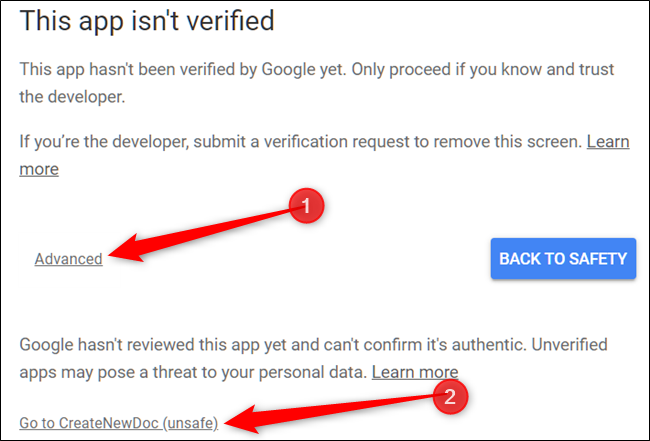 This app isn't verified
This app hasn't been verified by Google yet. Only proceed if you know and trust
the developer.
If you’re the developer, submit a verification request to remove this screen. Learn
more
1
Advanced
BACK TO SAFETY
Google hasn't reviewed this app yet and can't confirm it's authentic. Unverified
apps may pose a threat to your personal data. Learn more
2
Go to CreateNewDoc (unsafe)